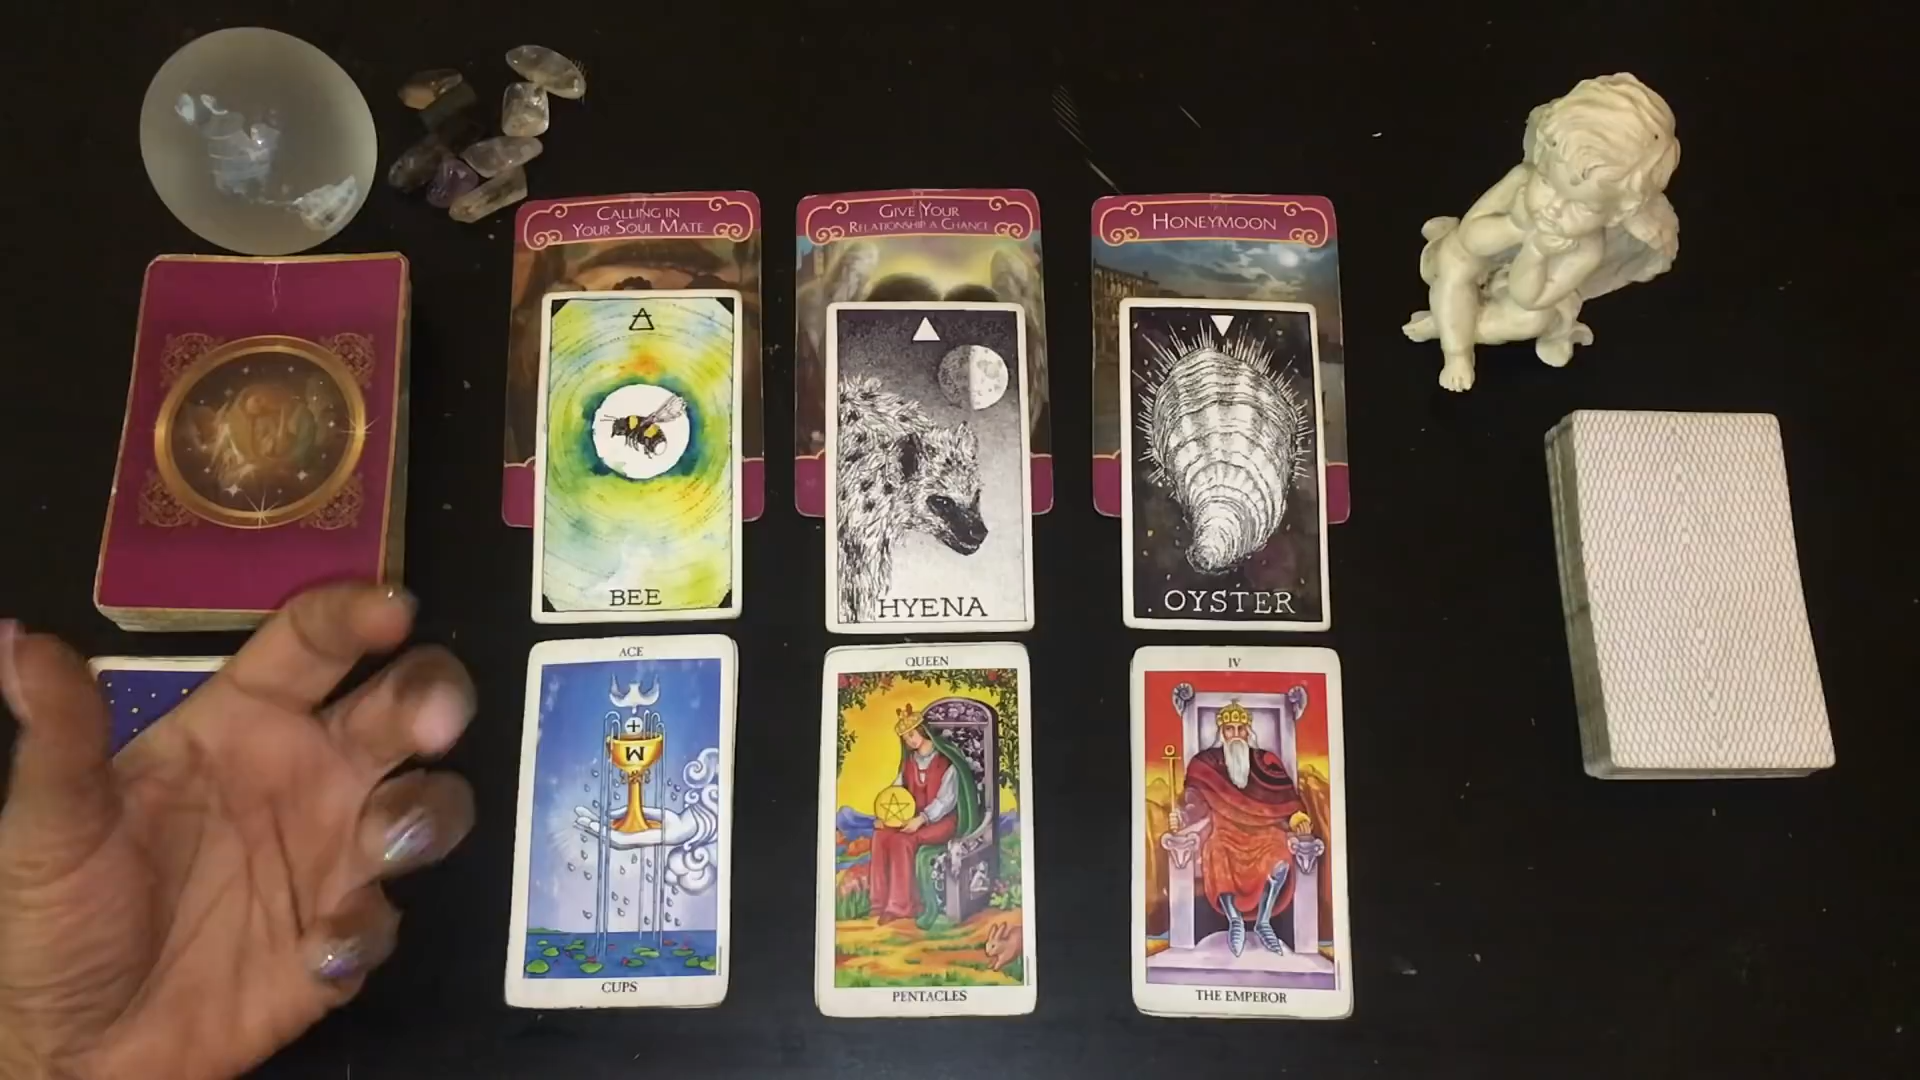 CALLING IN
YOUR SOUL MATE
GIVE YOUR
RELATIONSHIP A CHANCE
HONEYMOON
BEE
HYENA
OYSTER
ACE
W
CUPS
QUEEN
PENTACLES
IV
THE EMPEROR